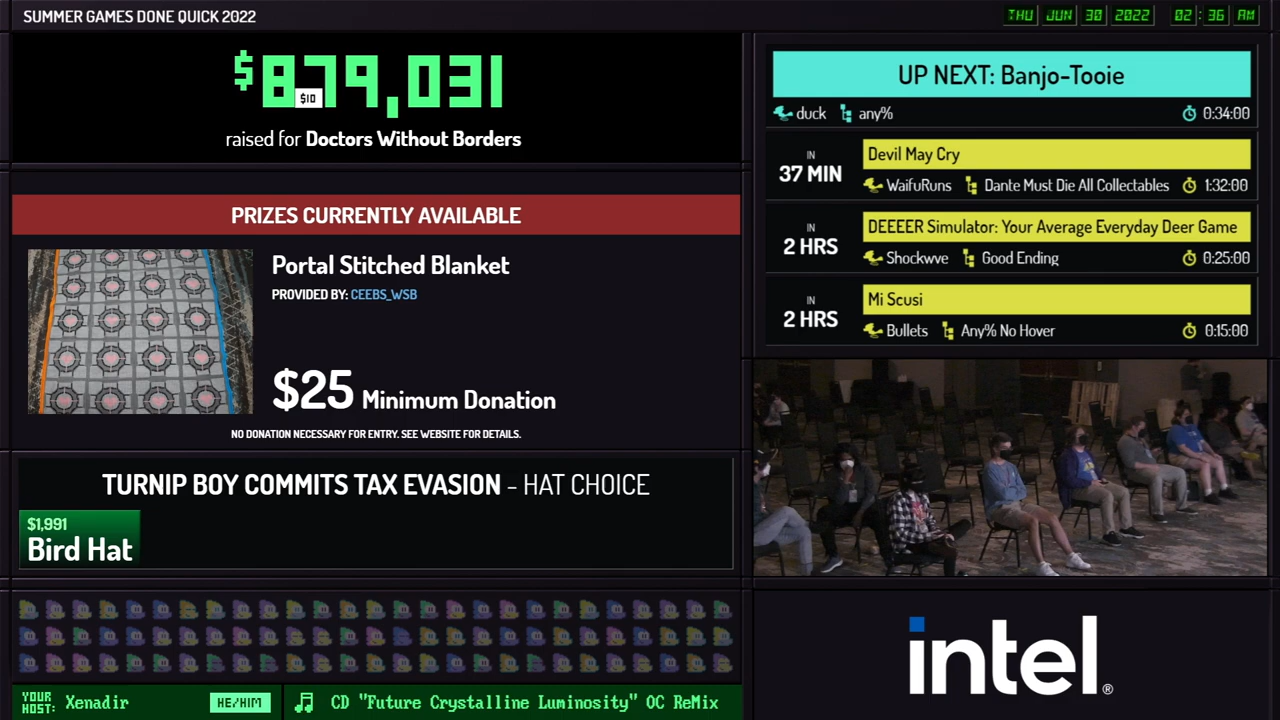 SUMMER GAMES DONE QUICK 2022
THU JUN 30 2022 02:36 AM
$879,031
$10
raised for Doctors Without Borders
PRIZES CURRENTLY AVAILABLE
Portal Stitched Blanket
PROVIDED BY: CEEBS_WSB
$25 Minimum Donation
NO DONATION NECESSARY FOR ENTRY. SEE WEBSITE FOR DETAILS.
TURNIP BOY COMMITS TAX EVASION - HAT CHOICE
$1,991
Bird Hat
UP NEXT: Banjo-Tooie
duck any% 0:34:00
IN
37 MIN
Devil May Cry
WaifuRuns Dante Must Die All Collectables 1:32:00
IN
2 HRS
DEEEER Simulator: Your Average Everyday Deer Game
Shockwve Good Ending 0:25:00
IN
2 HRS
Mi Scusi
Bullets Any% No Hover 0:15:00
intel®
YOUR HOST: Xenadir HE/HIM
CD "Future Crystalline Luminosity" OC ReMix